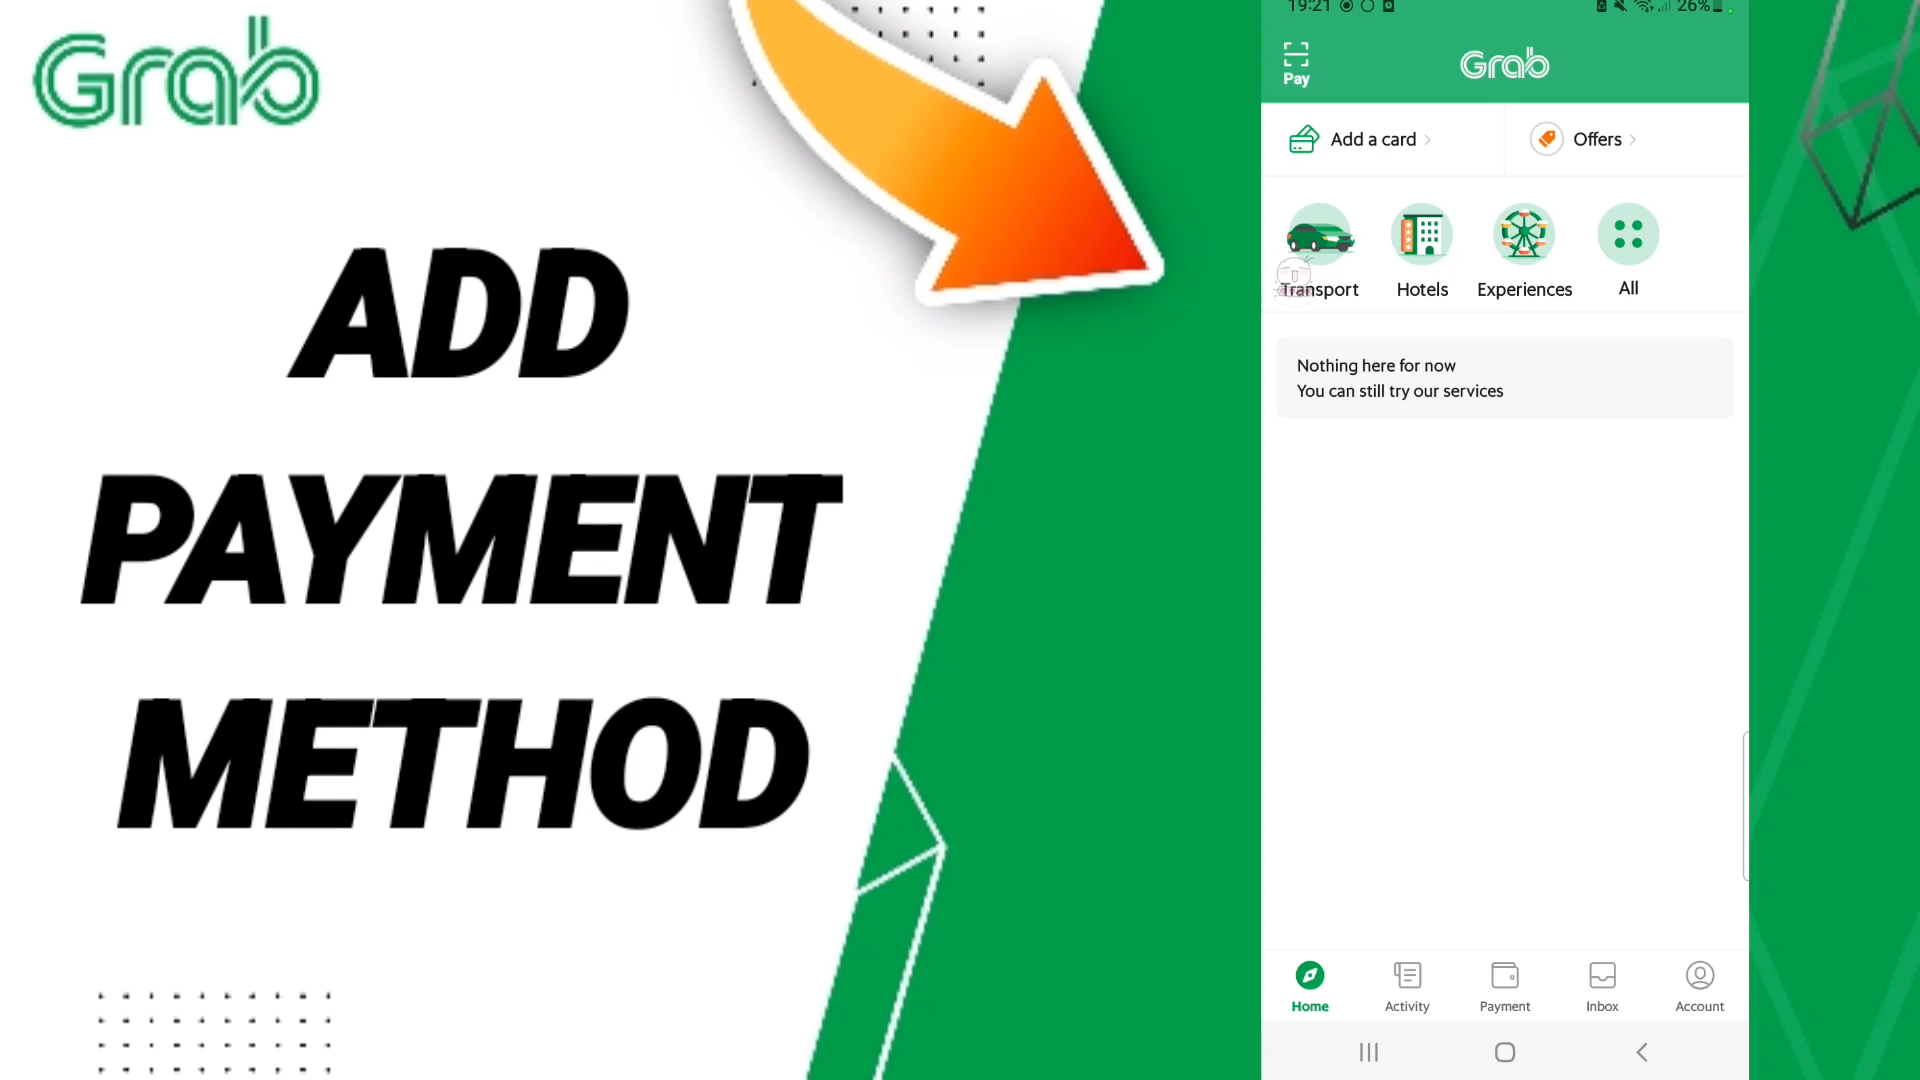 Grab
ADD
PAYMENT
METHOD
19:21
26%
Pay
Grab
Add a card
Offers
Transport
Hotels
Experiences
All
Nothing here for now
You can still try our services
Home
Activity
Payment
Inbox
Account